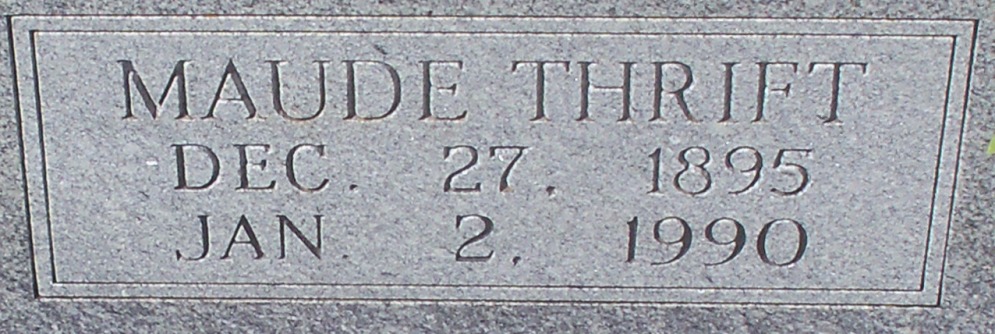 MAUDE THRIFT
DEC. 27, 1895
JAN. 2, 1990